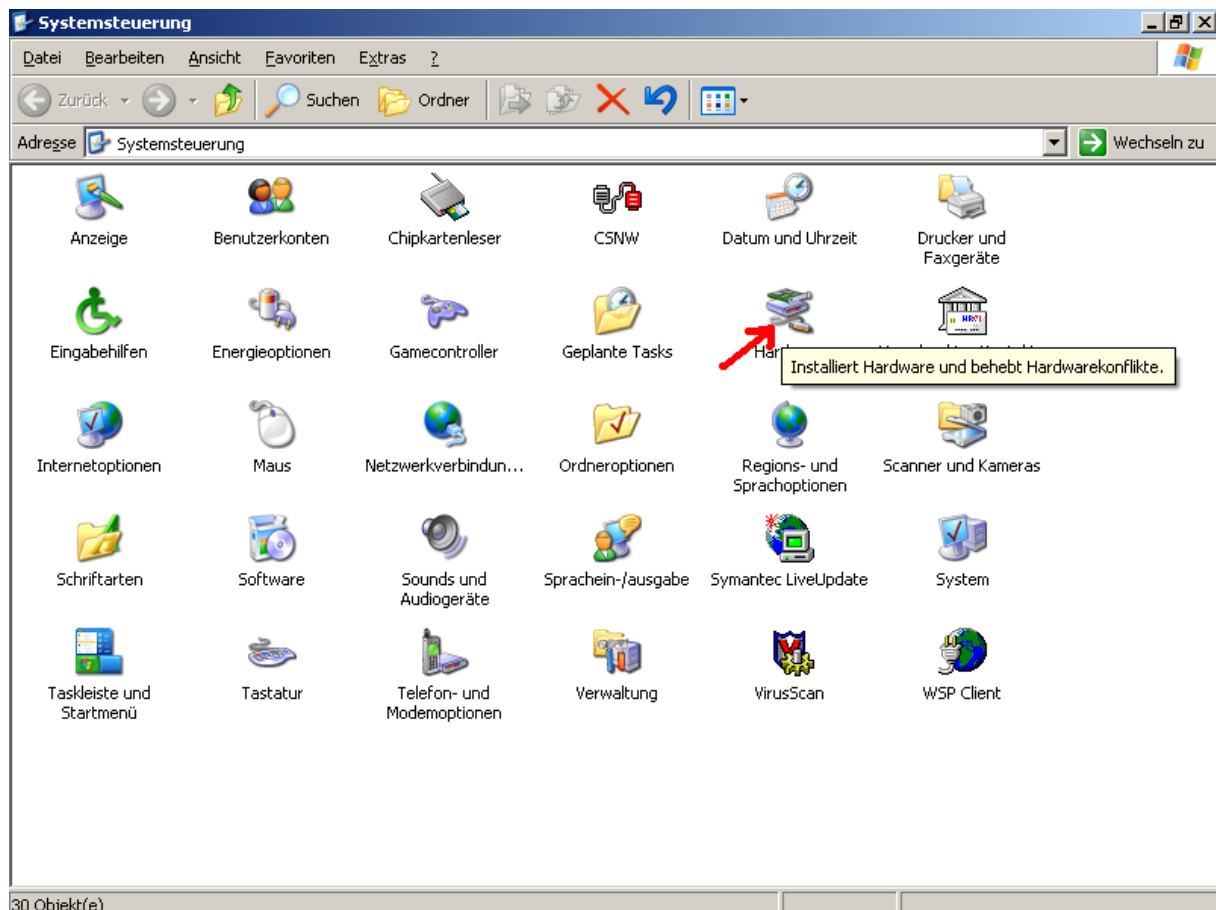 Systemsteuerung
Datei Bearbeiten Ansicht Favoriten Extras ?
Zurück Suchen Ordner
Adresse Systemsteuerung Wechseln zu
Anzeige Benutzerkonten Chipkartenleser CSNW Datum und Uhrzeit Drucker und
Faxgeräte
Eingabehilfen Energieoptionen Gamecontroller Geplante Tasks
Installiert Hardware und behebt Hardwarekonflikte.
Internetoptionen Maus Netzwerkverbindun... Ordneroptionen Regions- und Scanner und Kameras
Sprachoptionen
Schriftarten Software Sounds und Sprachein-/ausgabe Symantec LiveUpdate System
Audiogeräte
Taskleiste und Tastatur Telefon- und Verwaltung VirusScan WSP Client
Startmenü Modemoptionen
30 Objekt(e)